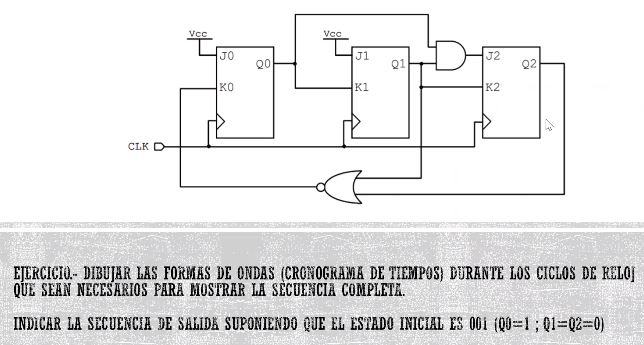 Vcc Vcc
J0 J1 J2
Q0 Q1 Q2
K0 K1 K2
CLK
EJERCICIO.- DIBUJAR LAS FORMAS DE ONDAS (CRONOGRAMA DE TIEMPOS) DURANTE LOS CICLOS DE RELOJ
QUE SEAN NECESARIOS PARA MOSTRAR LA SECUENCIA COMPLETA.
INDICAR LA SECUENCIA DE SALIDA SUPONIENDO QUE EL ESTADO INICIAL ES 001 (Q0=1 ; Q1=Q2=0)